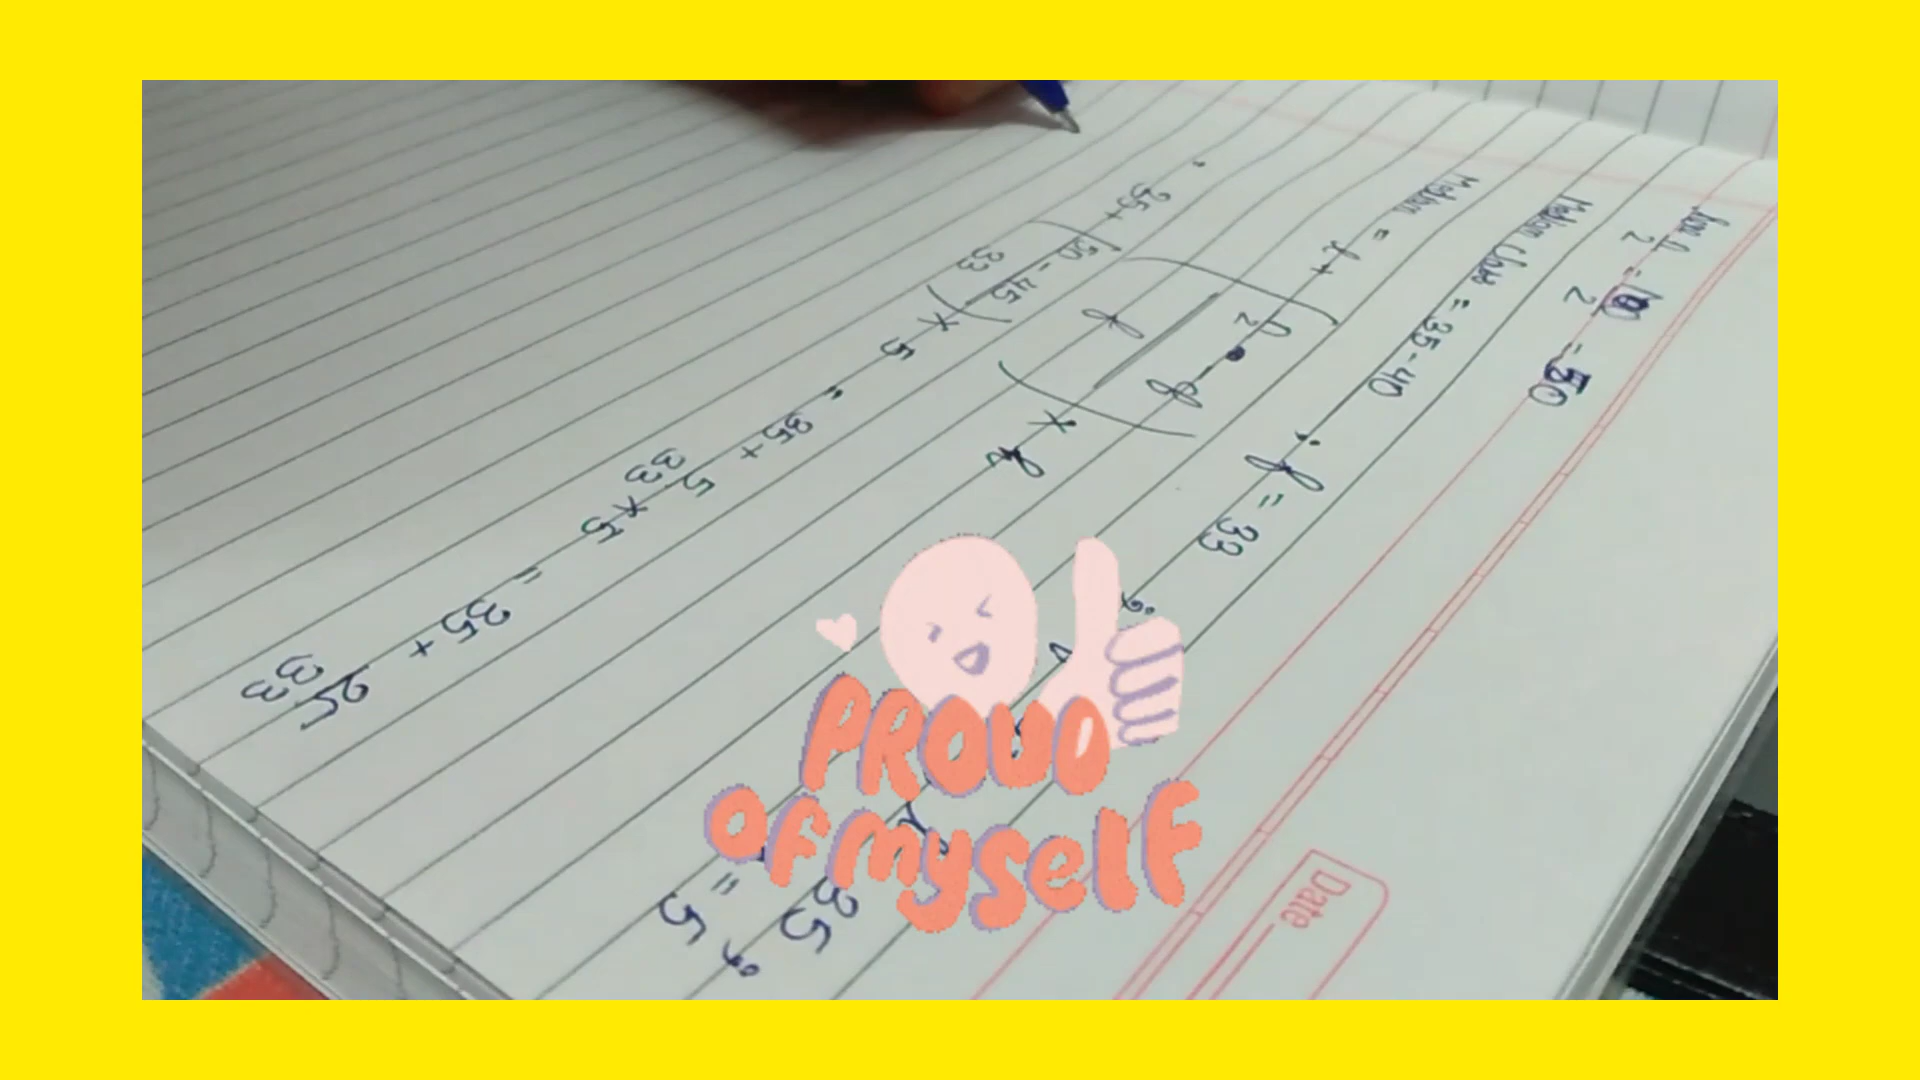 n/2 = 100/2 = 50
Median Class = 35-40
f = 33
35
= 5
Median = l + (n/2 - cf / f) × h
35 + (50 - 45 / 33) × 5 = 35 + 5/33 × 5 = 35 + 25/33
Date
PROUD
OF MYSELF